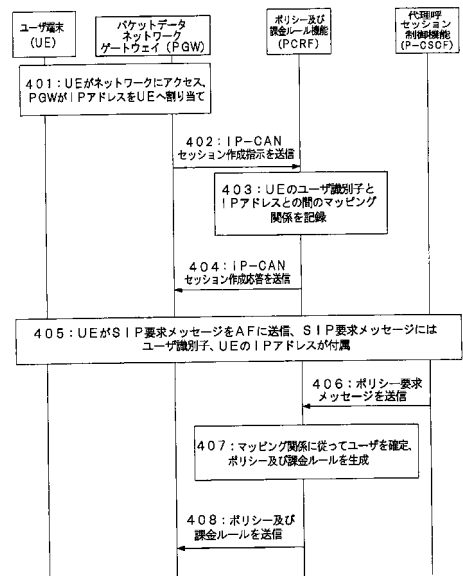 ユーザ端末
(UE)
パケットデータ
ネットワーク
ゲートウェイ(PGW)
ポリシー及び
課金ルール機能
(PCRF)
代理呼
セッション
制御機能
(P-CSCF)
401:UEがネットワークにアクセス、
PGWがIPアドレスをUEへ割り当て
402:IP-CAN
セッション作成指示を送信
403:UEのユーザ識別子と
IPアドレスとの間のマッピング
関係を記録
404:IP-CAN
セッション作成応答を送信
405:UEがSIP要求メッセージをAFに送信、SIP要求メッセージには
ユーザ識別子、UEのIPアドレスが付属
406:ポリシー要求
メッセージを送信
407:マッピング関係に従ってユーザを確定、
ポリシー及び課金ルールを生成
408:ポリシー及び
課金ルールを送信